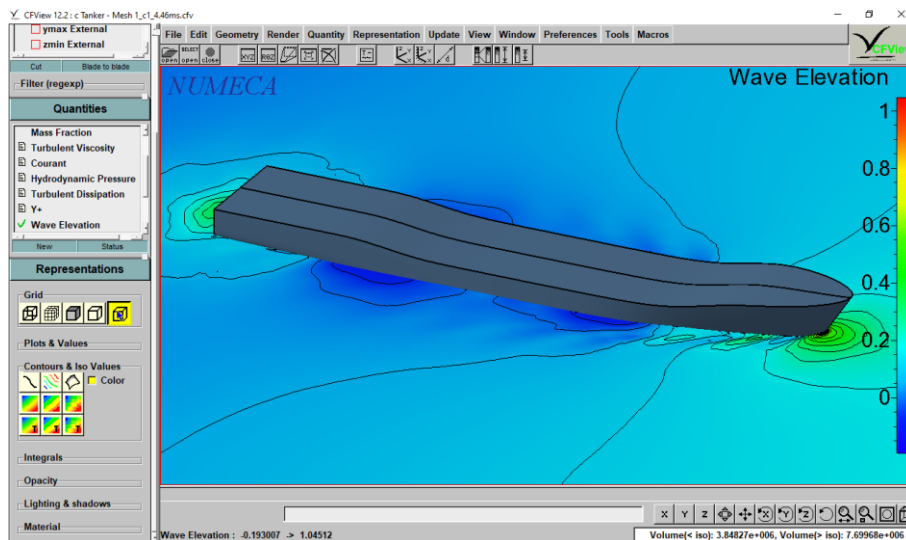 CFView 12.2 : c Tanker - Mesh 1_c1_4.46ms.cfv
ymax External
zmin External
Cut Blade to blade
Filter (regexp)
Quantities
Mass Fraction
Turbulent Viscosity
Courant
Hydrodynamic Pressure
Turbulent Dissipation
Y+
Wave Elevation
New Status
Representations
Grid
Plots & Values
Contours & Iso Values
Color
Integrals
Opacity
Lighting & shadows
Material
File Edit Geometry Render Quantity Representation Update View Window Preferences Tools Macros
open SELECT open close XYZ RθZ
CFView
NUMECA
Wave Elevation
1
0.8
0.6
0.4
0.2
0
X Y Z X Y Z
Wave Elevation : -0.193007 -> 1.04512
Volume(< iso): 3.84827e+006, Volume(> iso): 7.69968e+006